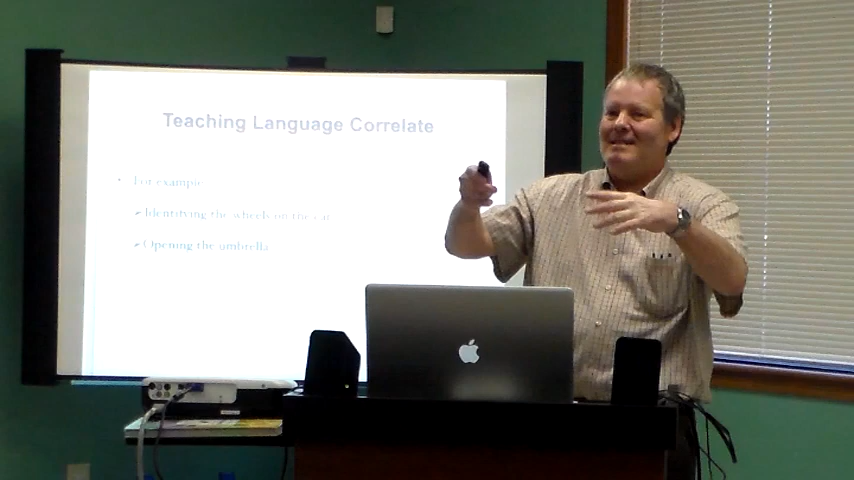 Teaching Language Correlate
• For example
Identifying the wheels on the car
Opening the umbrella